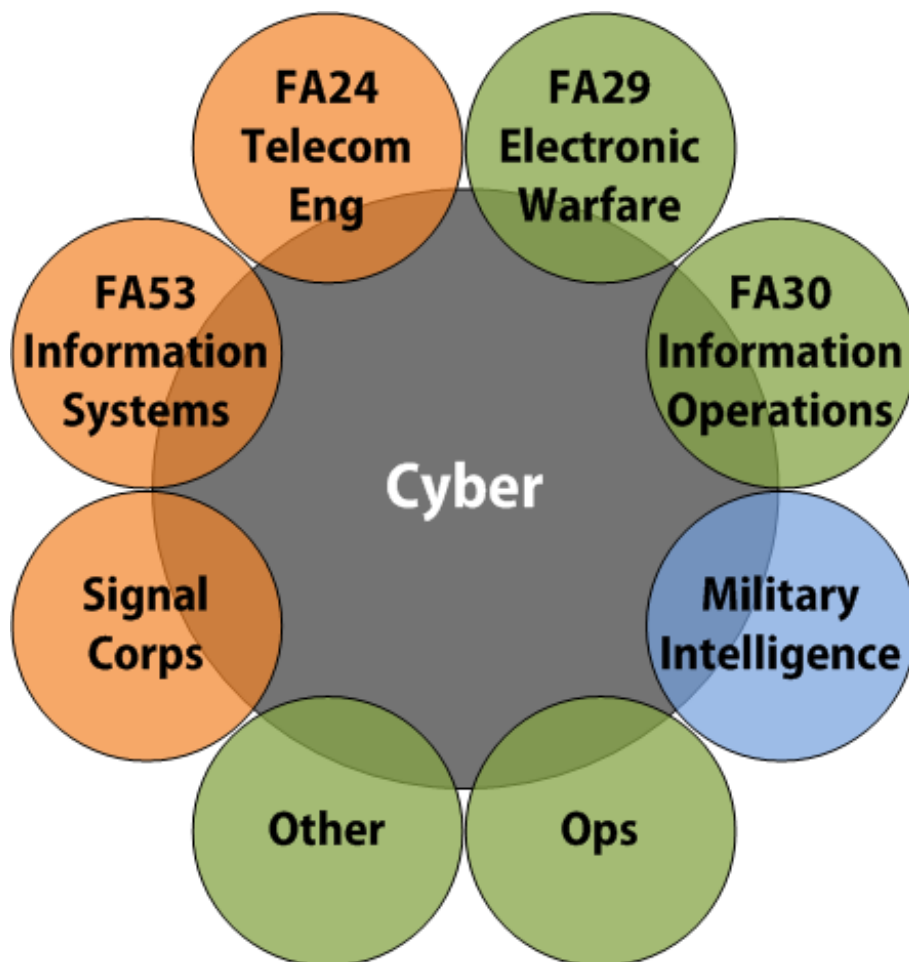 FA24
Telecom
Eng
FA29
Electronic
Warfare
FA53
Information
Systems
FA30
Information
Operations
Cyber
Signal
Corps
Military
Intelligence
Other
Ops